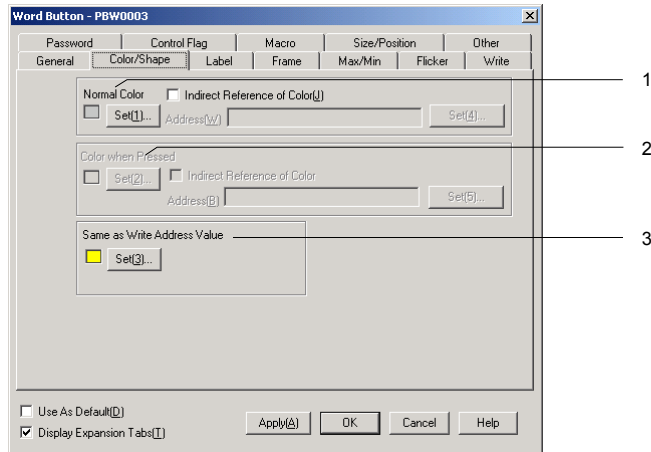 Word Button - PBW0003
Password Control Flag Macro Size/Position Other
General Color/Shape Label Frame Max/Min Flicker Write
1
Normal Color Indirect Reference of Color(J)
Set(1)... Address(W) Set(4)...
2
Color when Pressed
Set(2)... Indirect Reference of Color
Address(B) Set(5)...
Same as Write Address Value 3
Set(3)...
Use As Default(D)
Display Expansion Tabs(T) Apply(A) OK Cancel Help